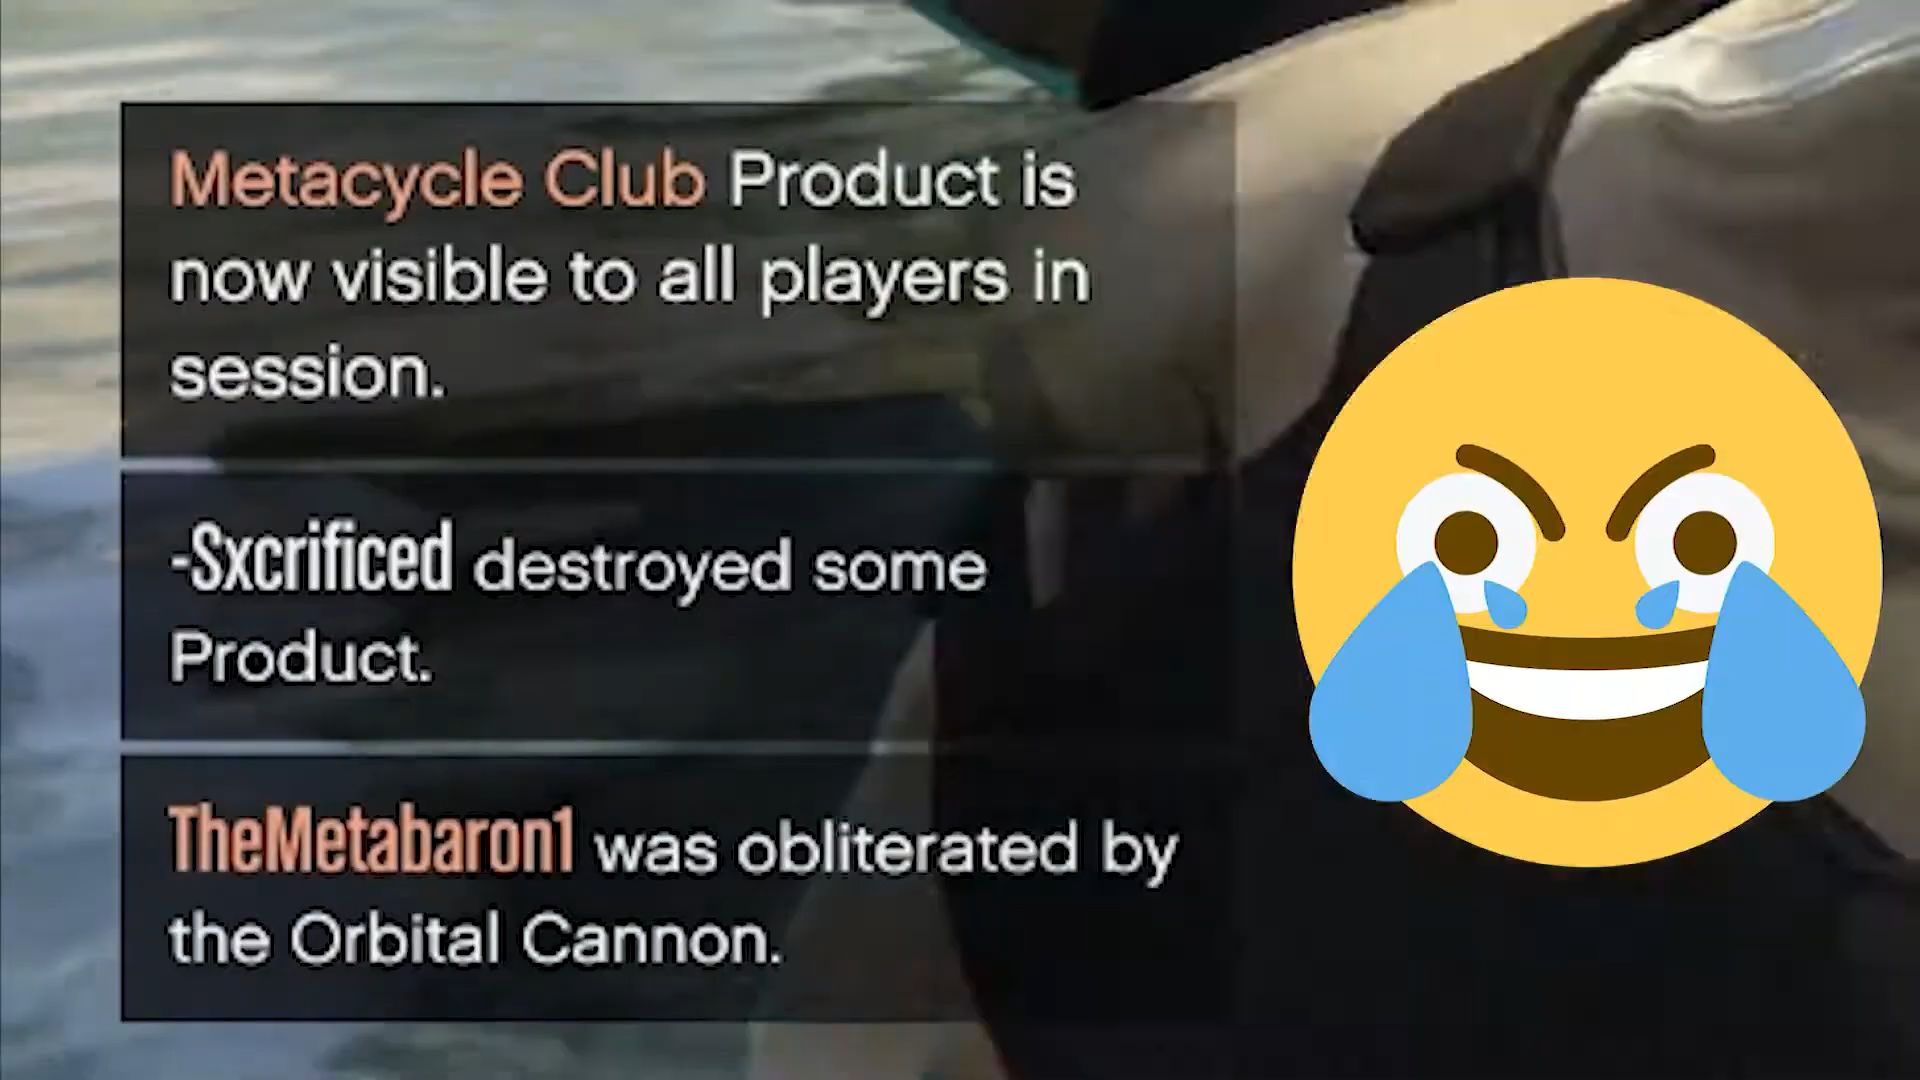 Metacycle Club Product is
now visible to all players in
session.
-Sxcrificed destroyed some
Product.
TheMetabaron1 was obliterated by
the Orbital Cannon.